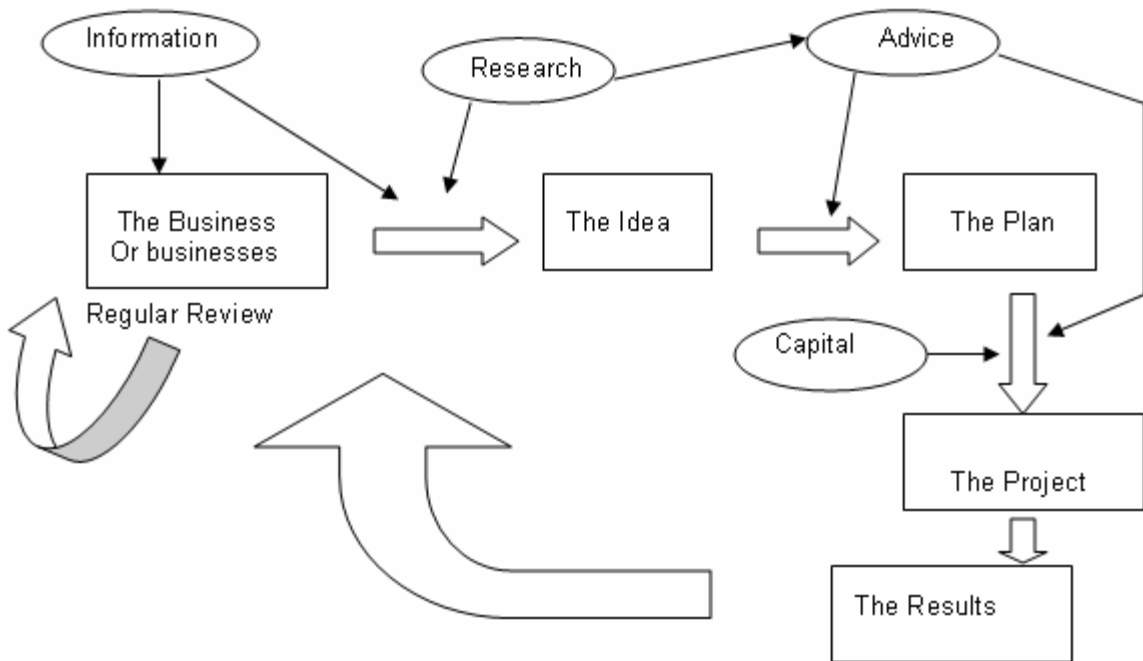 Information
Research
Advice
The Business
Or businesses
The Idea
The Plan
Regular Review
Capital
The Project
The Results